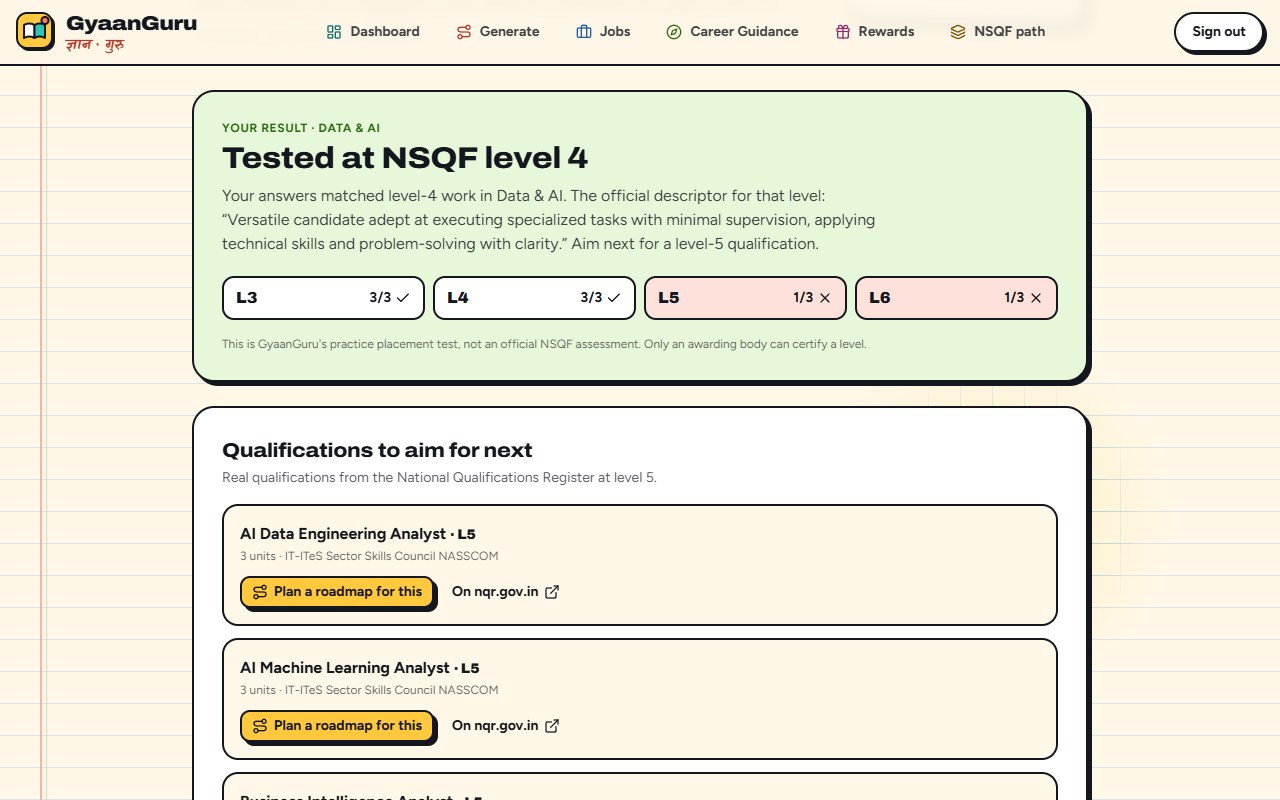 GyaanGuru
ज्ञान · गुरु
Dashboard
Generate
Jobs
Career Guidance
Rewards
NSQF path
Sign out
YOUR RESULT · DATA & AI
Tested at NSQF level 4
Your answers matched level-4 work in Data & AI. The official descriptor for that level:
“Versatile candidate adept at executing specialized tasks with minimal supervision, applying
technical skills and problem-solving with clarity.” Aim next for a level-5 qualification.
L3 3/3 ✓
L4 3/3 ✓
L5 1/3 ×
L6 1/3 ×
This is GyaanGuru's practice placement test, not an official NSQF assessment. Only an awarding body can certify a level.
Qualifications to aim for next
Real qualifications from the National Qualifications Register at level 5.
AI Data Engineering Analyst · L5
3 units · IT-ITeS Sector Skills Council NASSCOM
Plan a roadmap for this
On nqr.gov.in
AI Machine Learning Analyst · L5
3 units · IT-ITeS Sector Skills Council NASSCOM
Plan a roadmap for this
On nqr.gov.in
Business Intelligence Analyst · L5